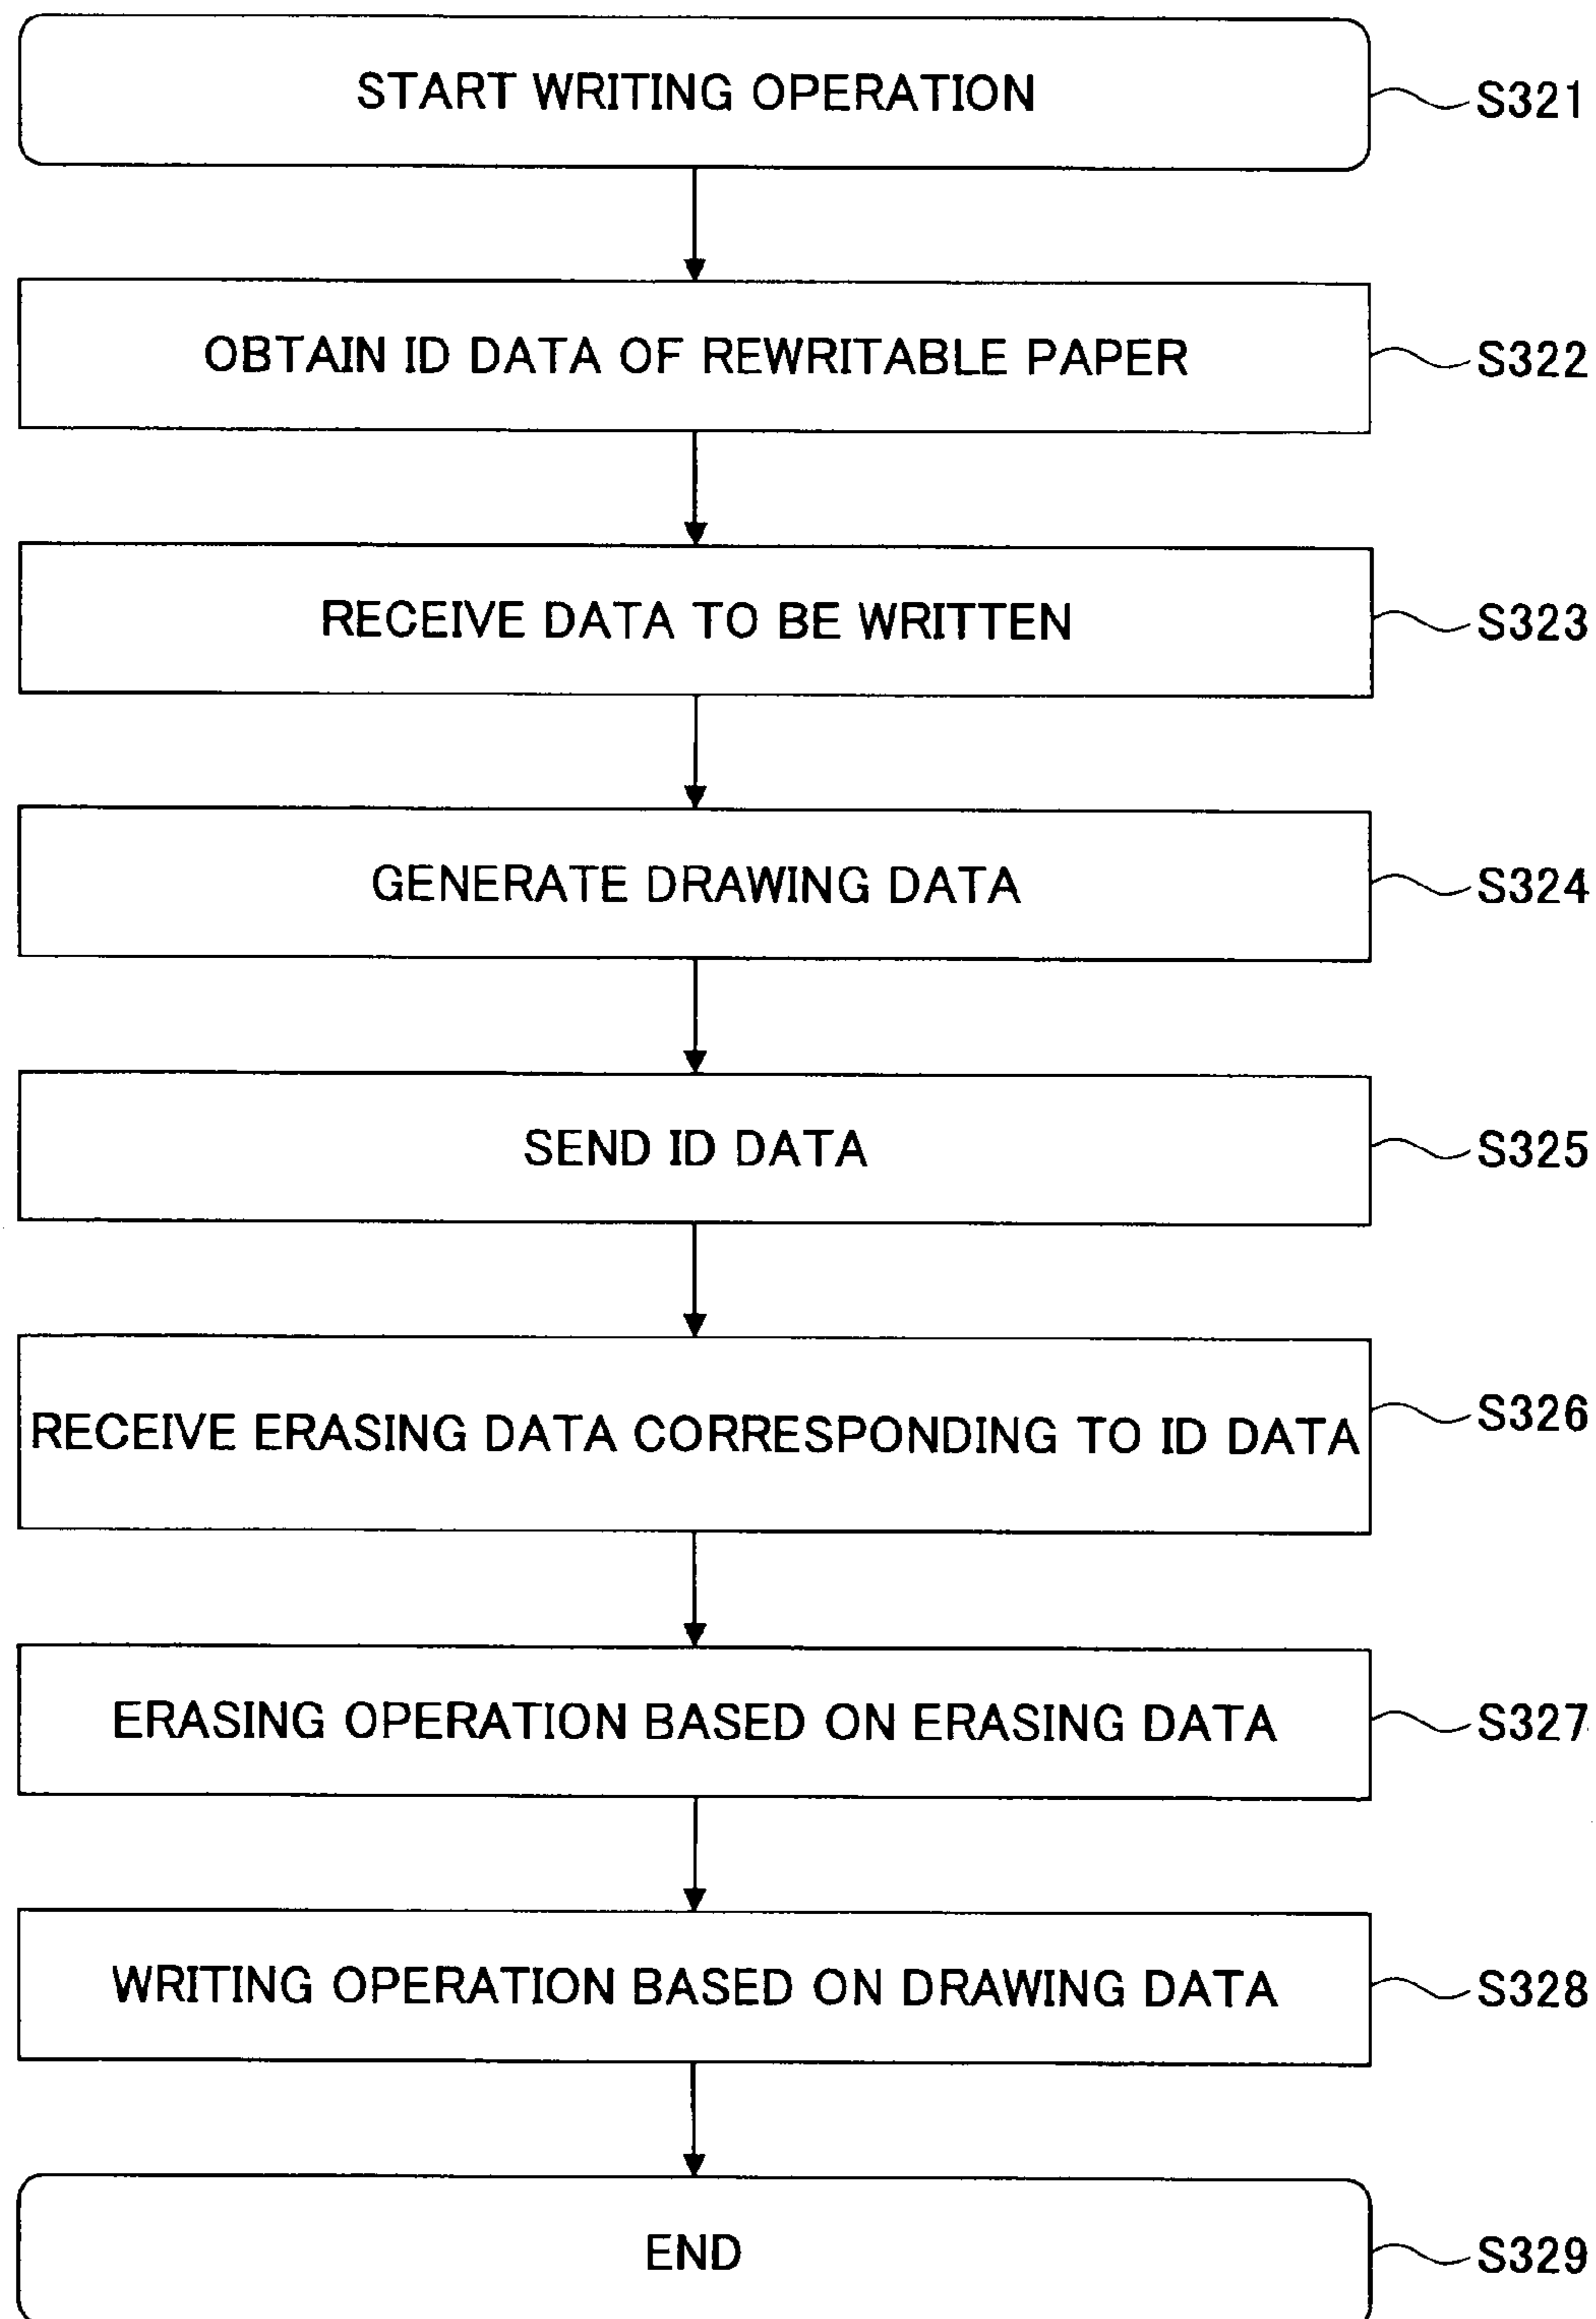 START WRITING OPERATION S321
OBTAIN ID DATA OF REWRITABLE PAPER S322
RECEIVE DATA TO BE WRITTEN S323
GENERATE DRAWING DATA S324
SEND ID DATA S325
RECEIVE ERASING DATA CORRESPONDING TO ID DATA S326
ERASING OPERATION BASED ON ERASING DATA S327
WRITING OPERATION BASED ON DRAWING DATA S328
END S329